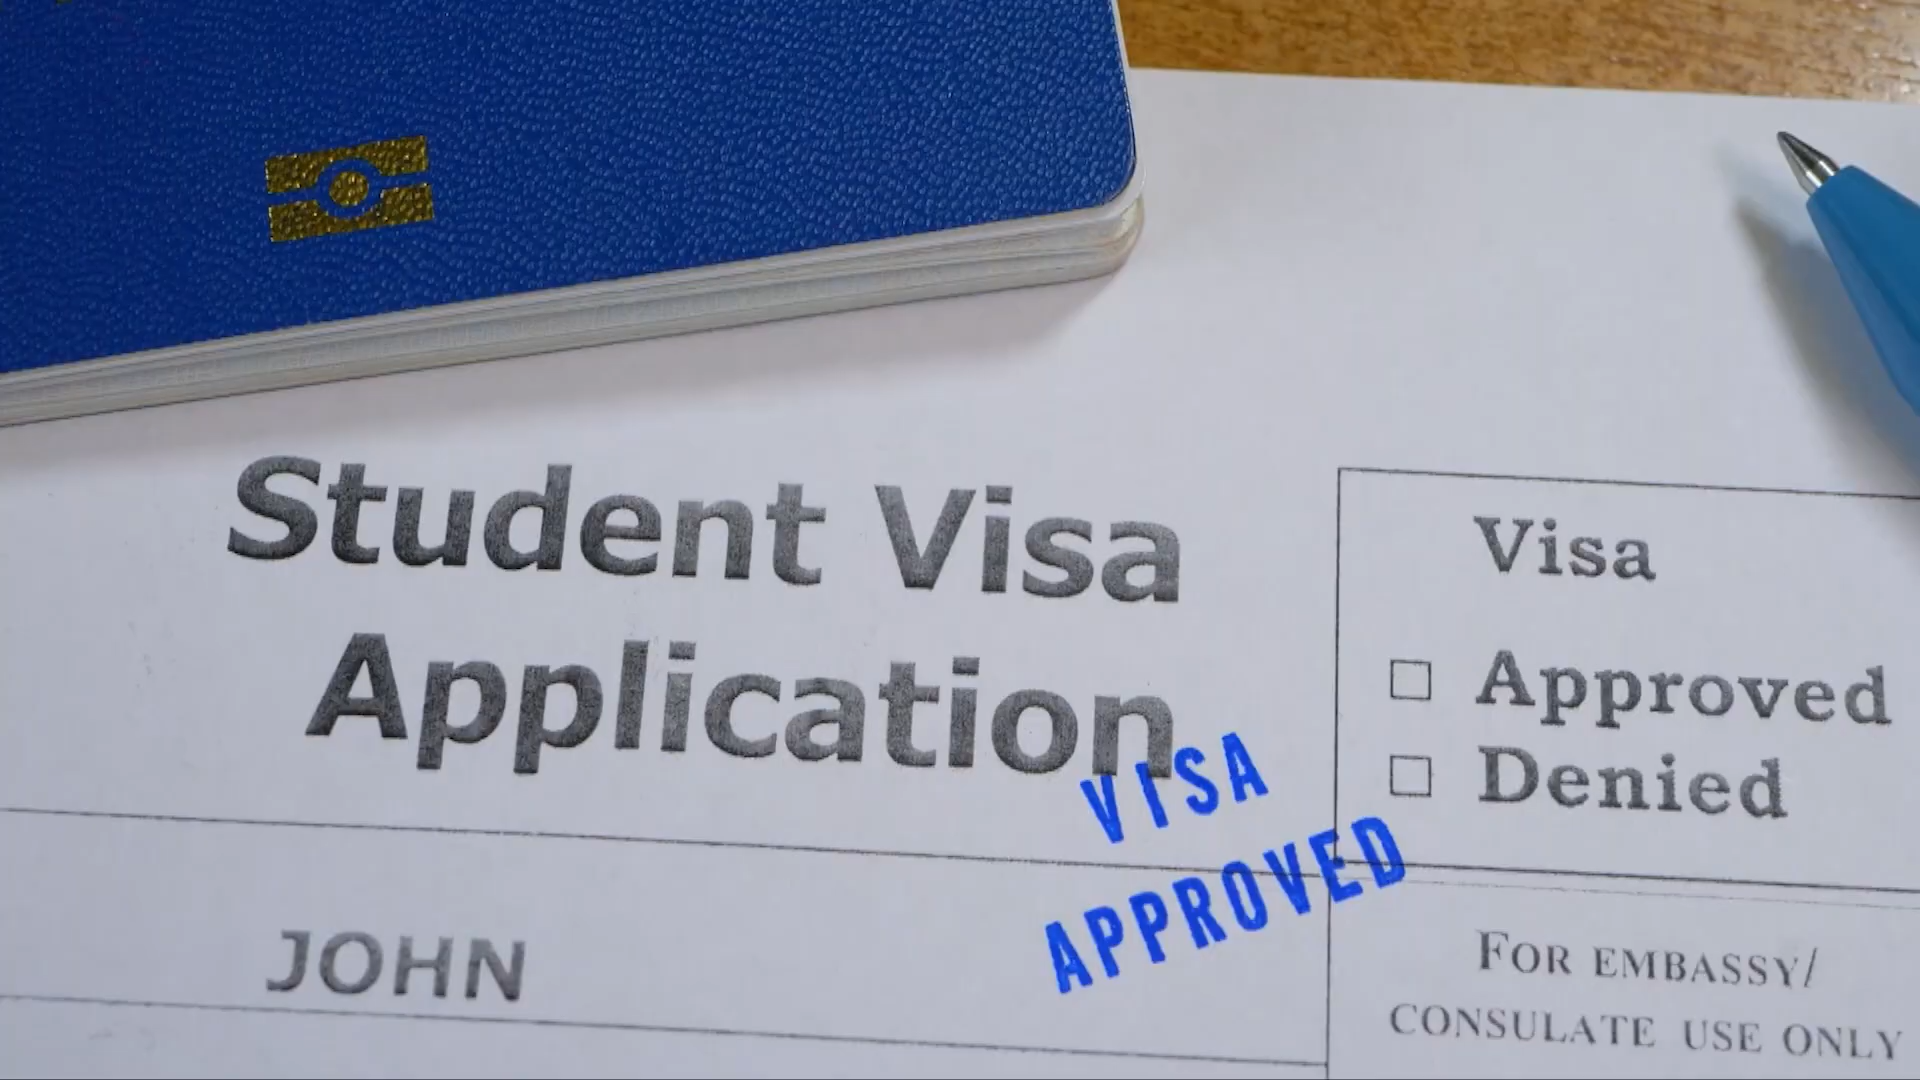 Student Visa
Application
Visa
Approved
Denied
VISA
APPROVED
JOHN
FOR EMBASSY/
CONSULATE USE ONLY